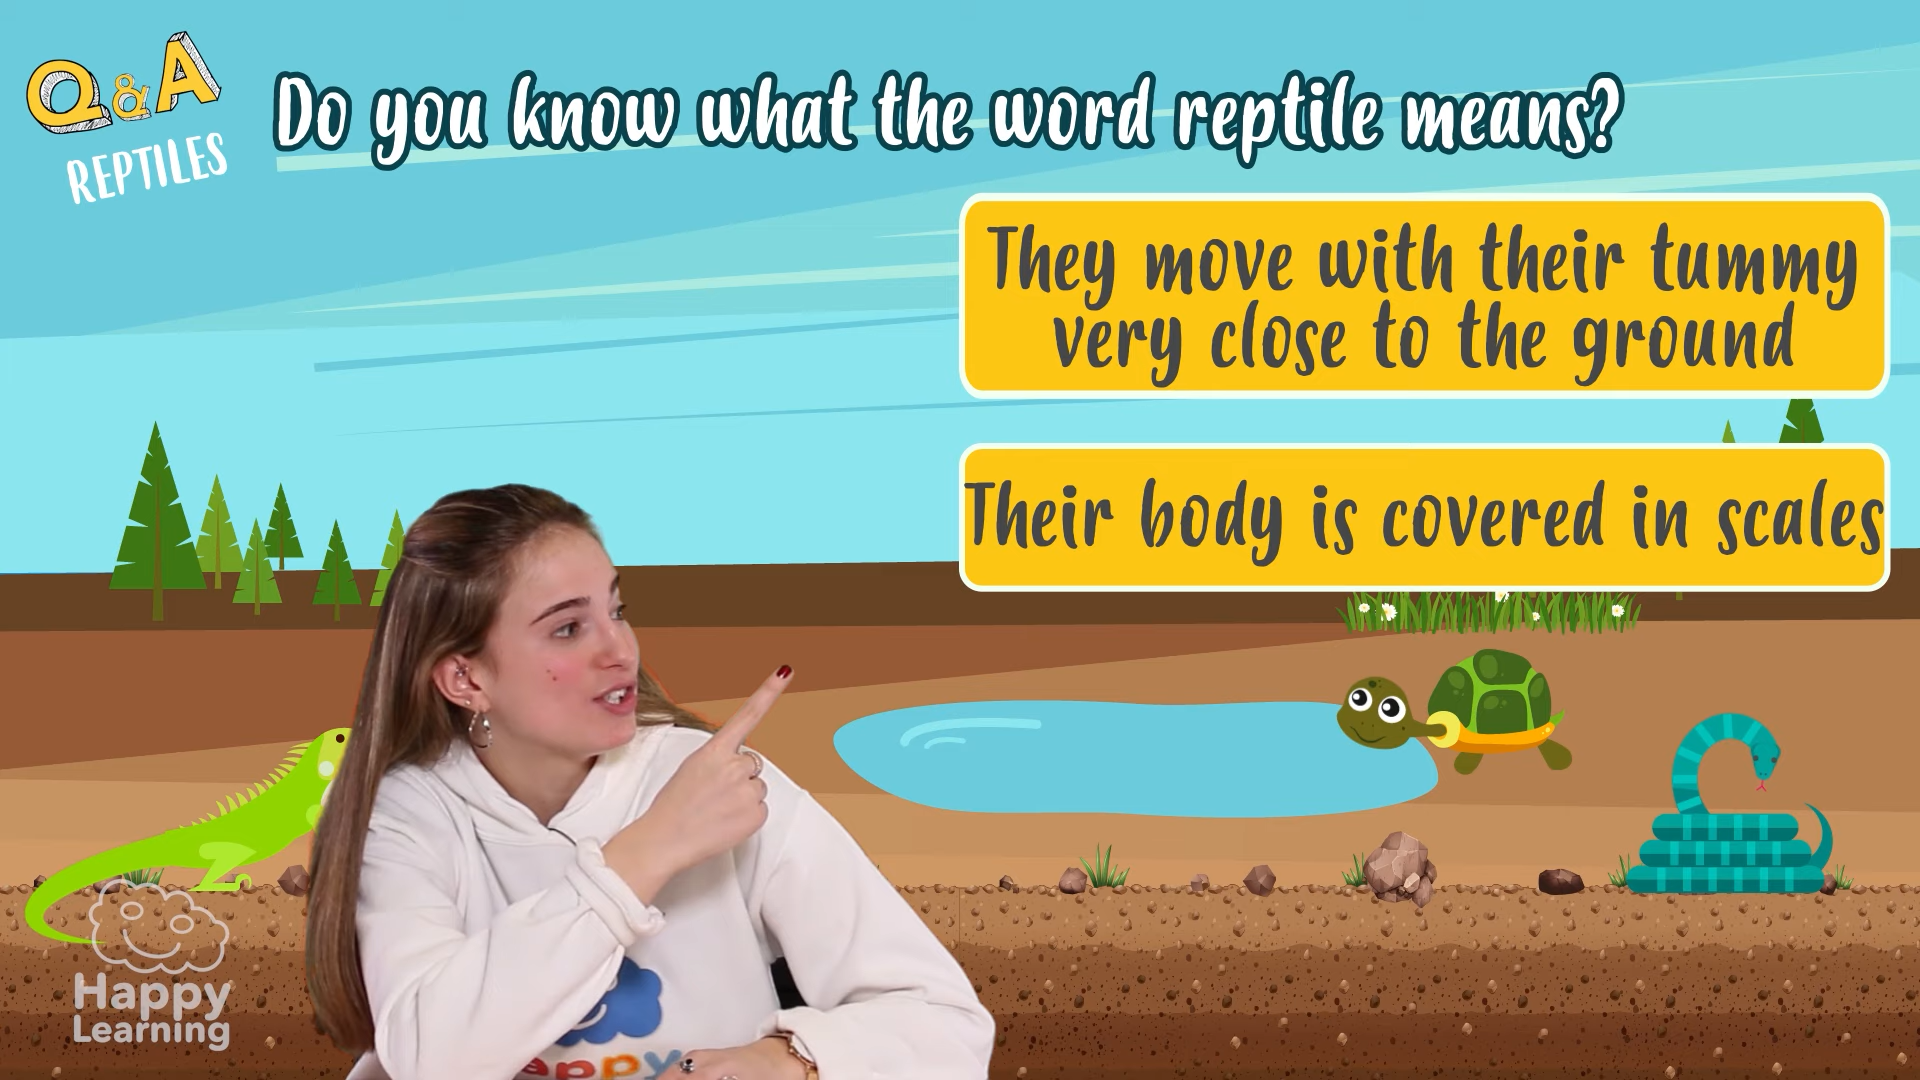 Q&A
REPTILES
Do you know what the word reptile means?
They move with their tummy
very close to the ground
Their body is covered in scales
Happy
Learning
appy